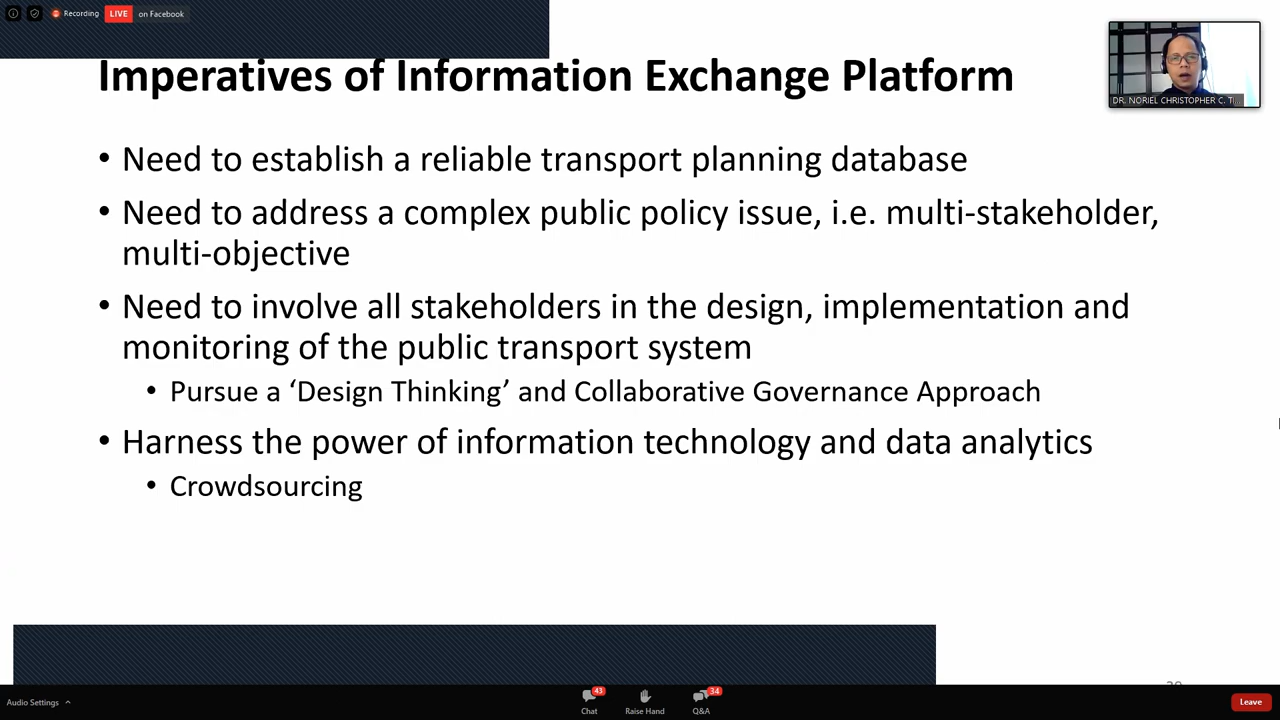 Recording LIVE on Facebook
Imperatives of Information Exchange Platform
DR. NORIEL CHRISTOPHER C. TI...
• Need to establish a reliable transport planning database
• Need to address a complex public policy issue, i.e. multi-stakeholder,
multi-objective
• Need to involve all stakeholders in the design, implementation and
monitoring of the public transport system
• Pursue a ‘Design Thinking’ and Collaborative Governance Approach
• Harness the power of information technology and data analytics
• Crowdsourcing
Audio Settings
43
Chat
Raise Hand
34
Q&A
Leave